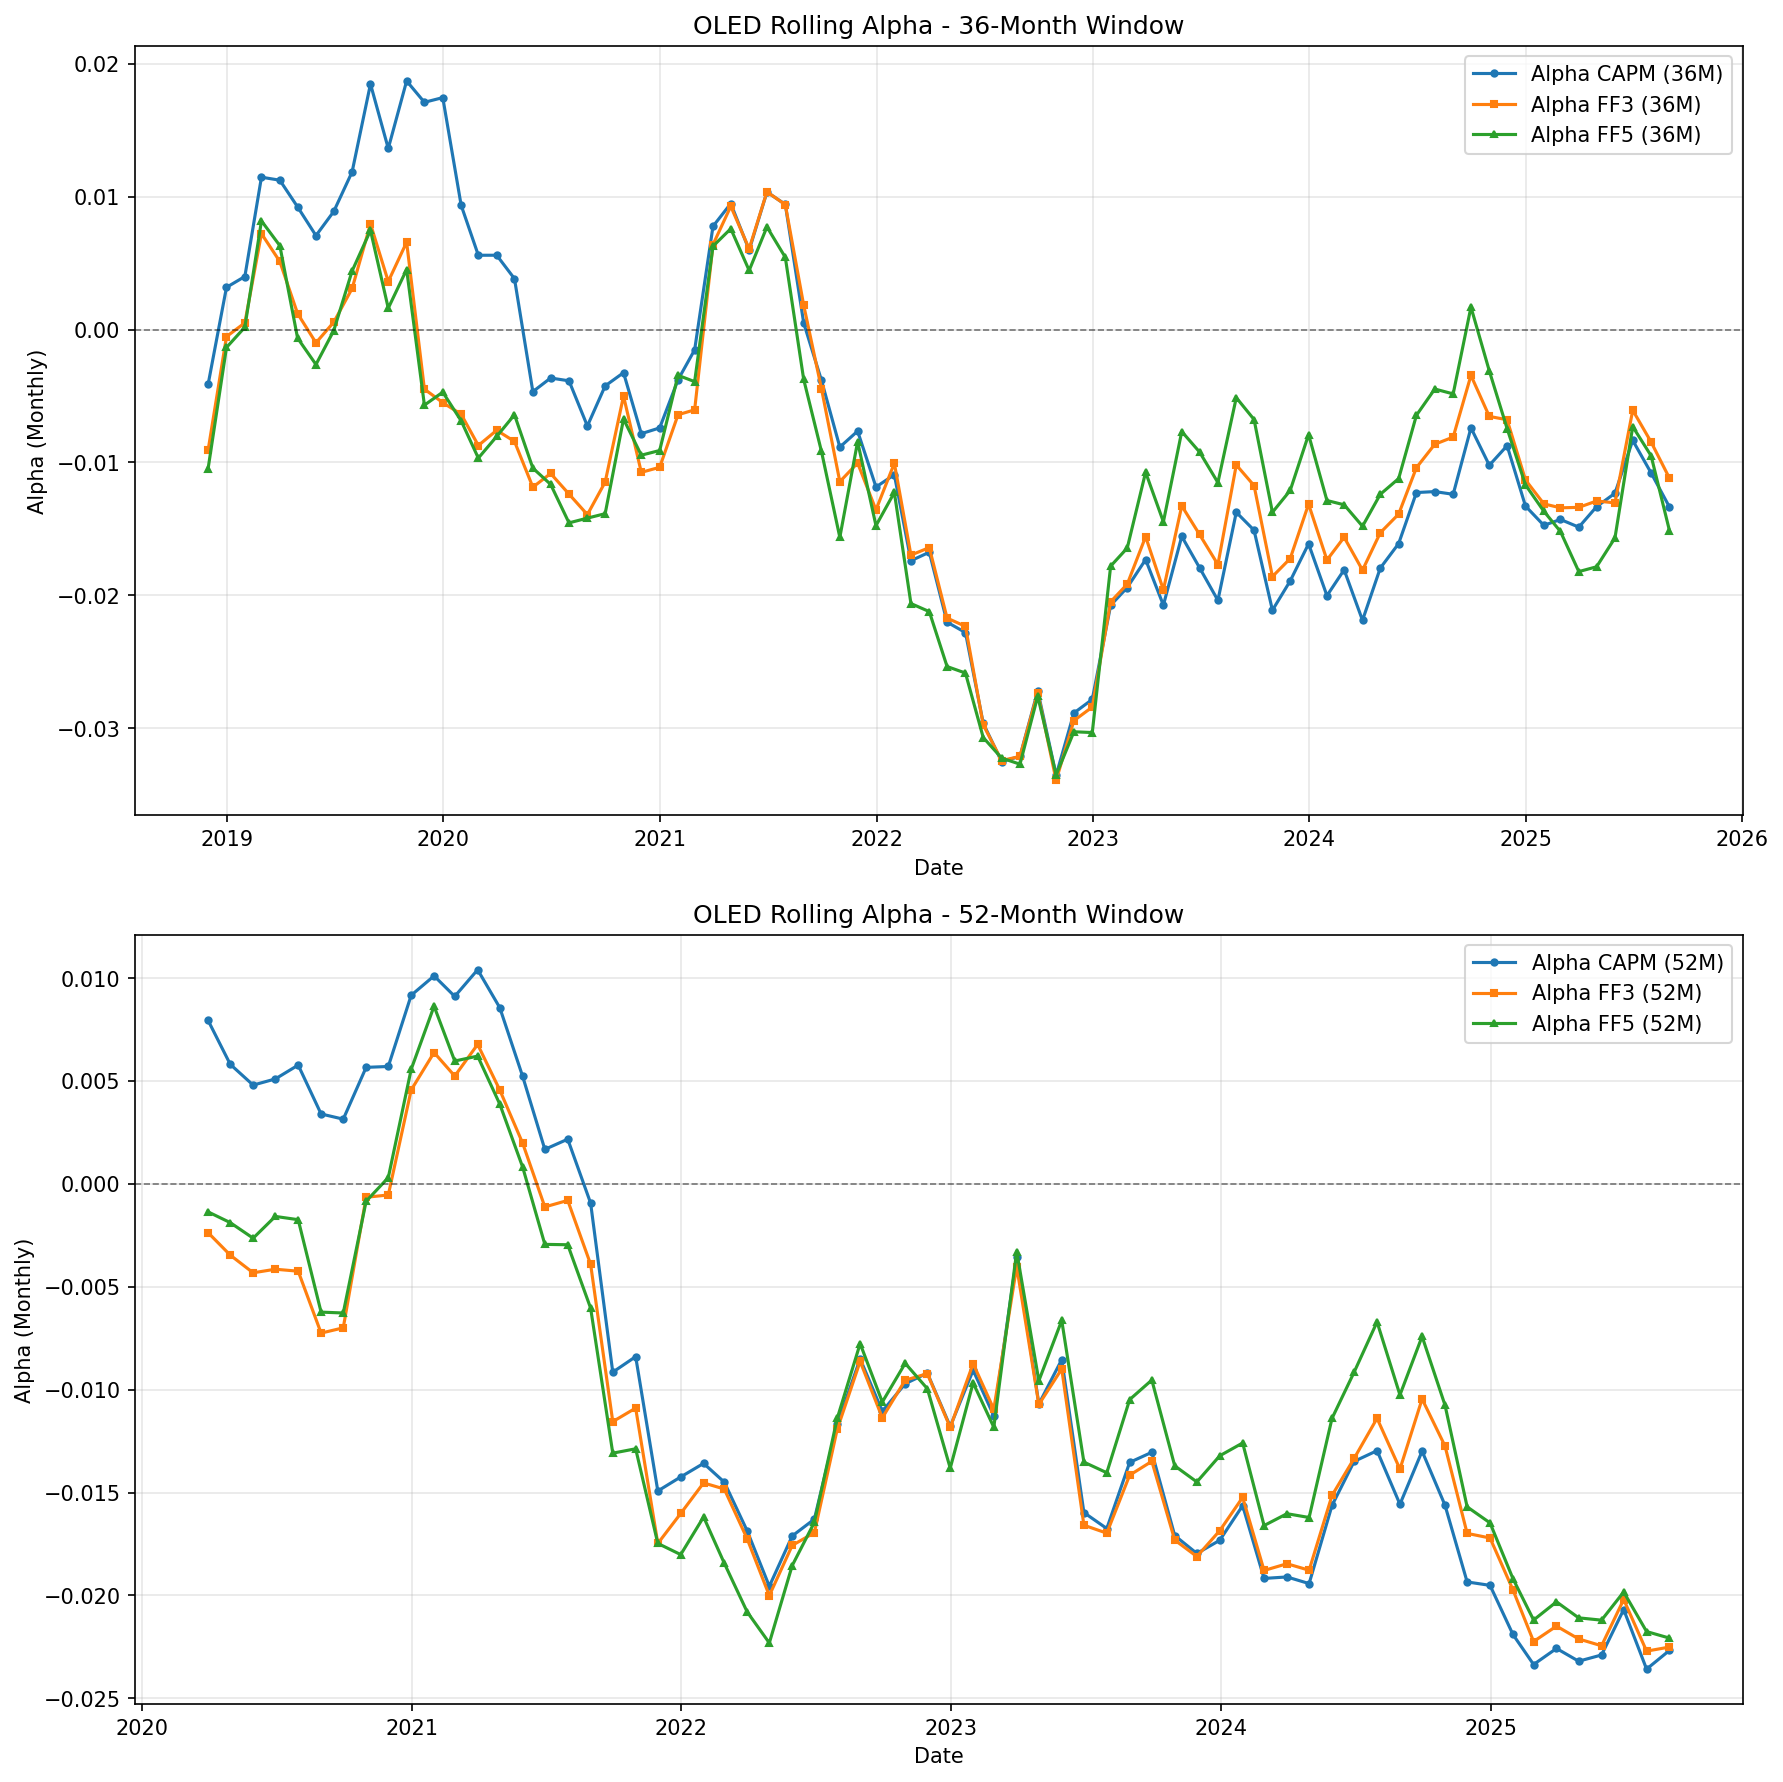 OLED Rolling Alpha - 36-Month Window
Alpha CAPM (36M)
Alpha FF3 (36M)
Alpha FF5 (36M)
0.02
0.01
0.00
−0.01
−0.02
−0.03
Alpha (Monthly)
2019 2020 2021 2022 2023 2024 2025 2026
Date
OLED Rolling Alpha - 52-Month Window
Alpha CAPM (52M)
Alpha FF3 (52M)
Alpha FF5 (52M)
0.010
0.005
0.000
−0.005
−0.010
−0.015
−0.020
−0.025
Alpha (Monthly)
2020 2021 2022 2023 2024 2025
Date